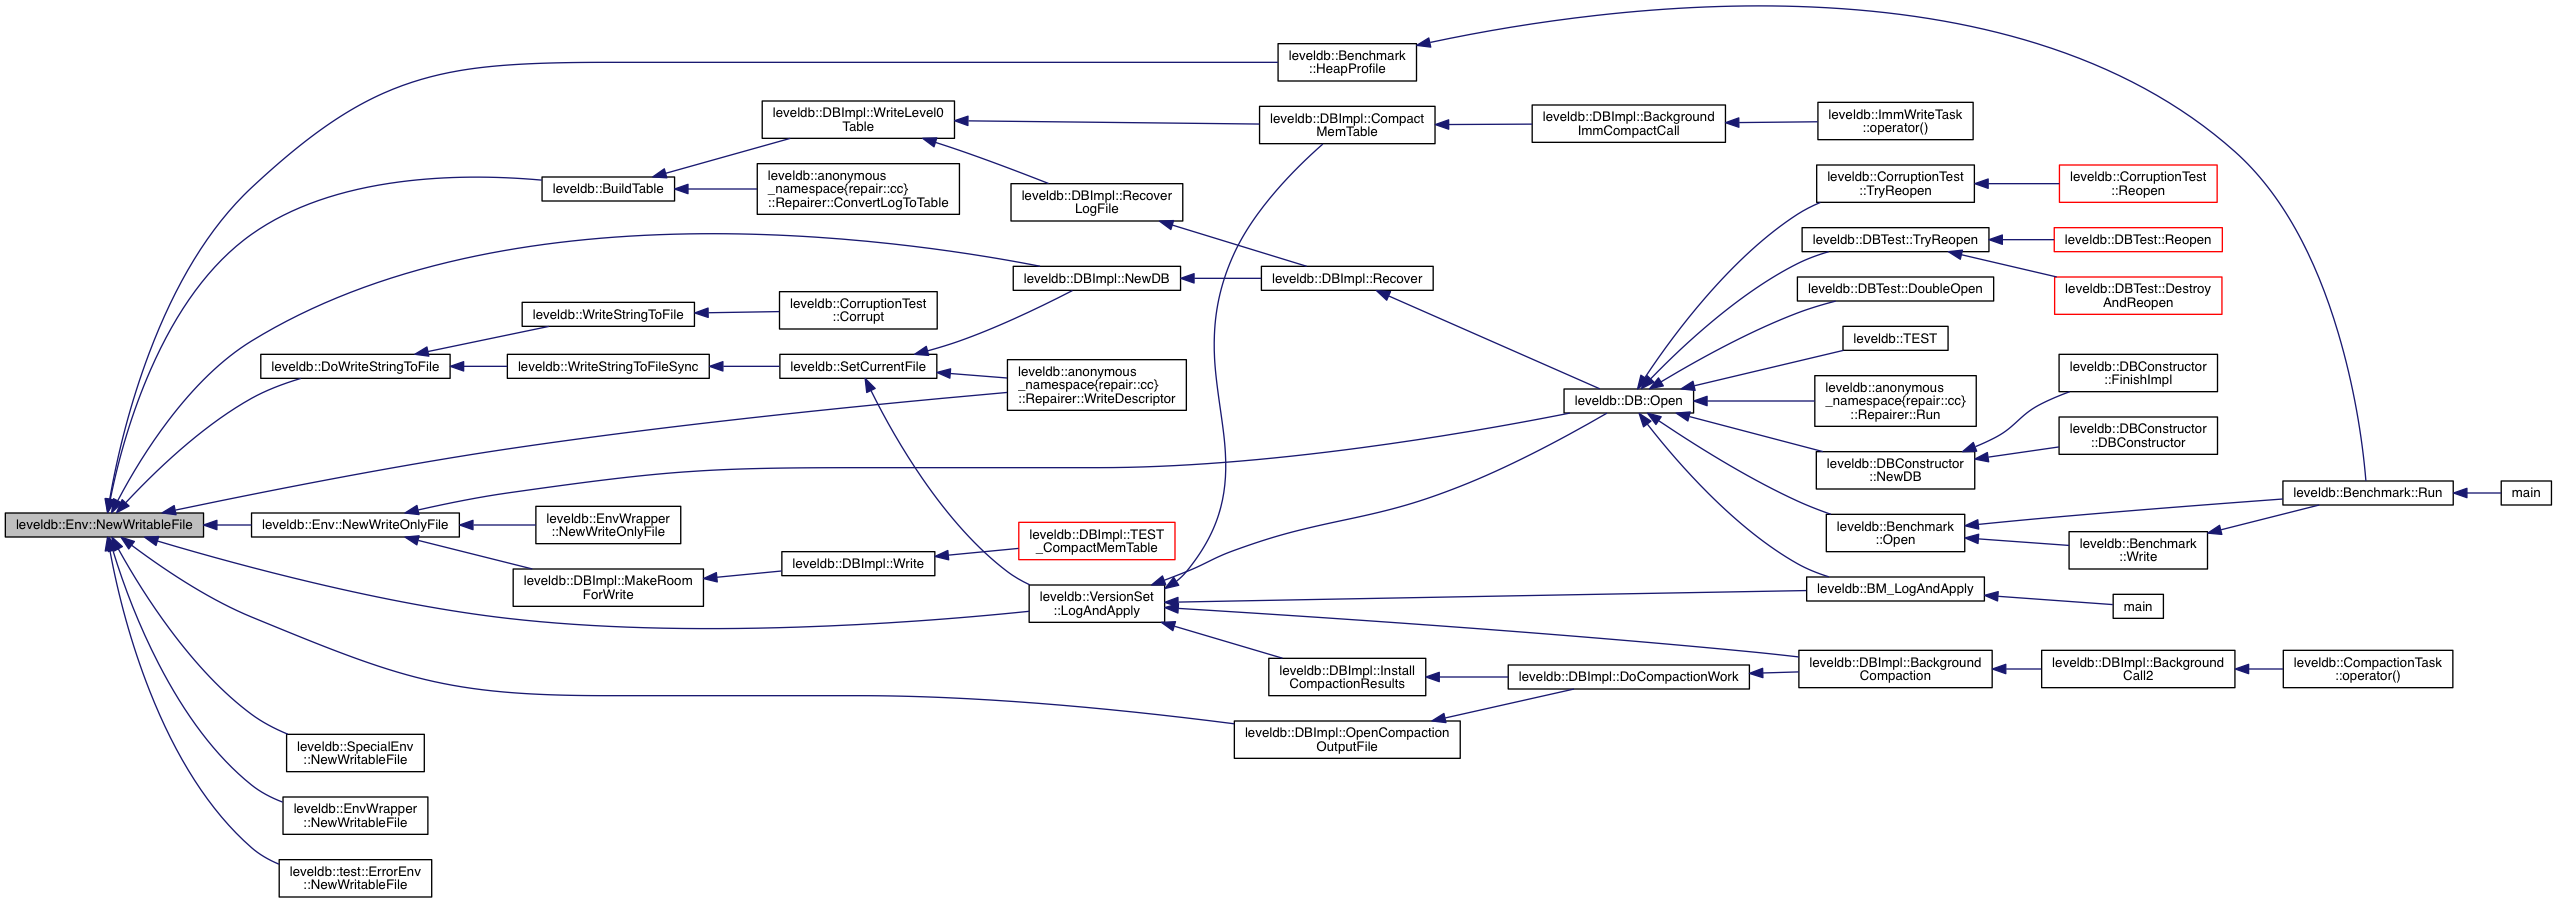 leveldb::Benchmark
::HeapProfile
leveldb::DBImpl::WriteLevel0
Table
leveldb::DBImpl::Compact
MemTable
leveldb::DBImpl::Background
ImmCompactCall
leveldb::ImmWriteTask
::operator()
leveldb::BuildTable
leveldb::anonymous
_namespace{repair::cc}
::Repairer::ConvertLogToTable
leveldb::DBImpl::Recover
LogFile
leveldb::CorruptionTest
::TryReopen
leveldb::CorruptionTest
::Reopen
leveldb::DBTest::TryReopen
leveldb::DBTest::Reopen
leveldb::DBImpl::NewDB
leveldb::DBImpl::Recover
leveldb::DBTest::DoubleOpen
leveldb::DBTest::Destroy
AndReopen
leveldb::WriteStringToFile
leveldb::CorruptionTest
::Corrupt
leveldb::TEST
leveldb::DoWriteStringToFile
leveldb::WriteStringToFileSync
leveldb::SetCurrentFile
leveldb::anonymous
_namespace{repair::cc}
::Repairer::WriteDescriptor
leveldb::DB::Open
leveldb::anonymous
_namespace{repair::cc}
::Repairer::Run
leveldb::DBConstructor
::FinishImpl
leveldb::DBConstructor
::DBConstructor
leveldb::DBConstructor
::NewDB
leveldb::Benchmark::Run
main
leveldb::Env::NewWritableFile
leveldb::Env::NewWriteOnlyFile
leveldb::EnvWrapper
::NewWriteOnlyFile
leveldb::DBImpl::TEST
_CompactMemTable
leveldb::Benchmark
::Open
leveldb::Benchmark
::Write
leveldb::DBImpl::MakeRoom
ForWrite
leveldb::DBImpl::Write
leveldb::VersionSet
::LogAndApply
leveldb::BM_LogAndApply
main
leveldb::DBImpl::Install
CompactionResults
leveldb::DBImpl::DoCompactionWork
leveldb::DBImpl::Background
Compaction
leveldb::DBImpl::Background
Call2
leveldb::CompactionTask
::operator()
leveldb::DBImpl::OpenCompaction
OutputFile
leveldb::SpecialEnv
::NewWritableFile
leveldb::EnvWrapper
::NewWritableFile
leveldb::test::ErrorEnv
::NewWritableFile